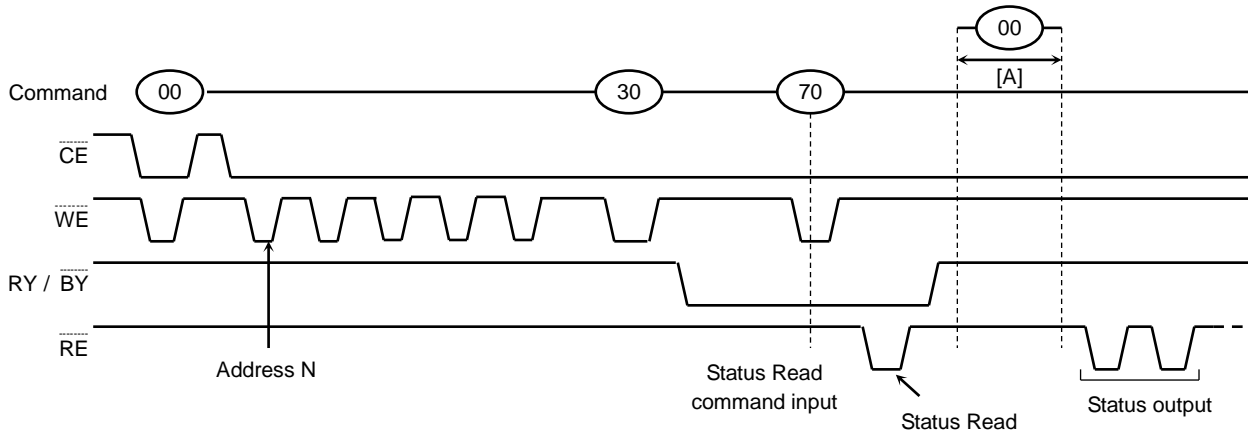 00
[A]
Command 00 30 70
CE
WE
RY / BY
RE
Address N
Status Read
command input
Status Read
Status output